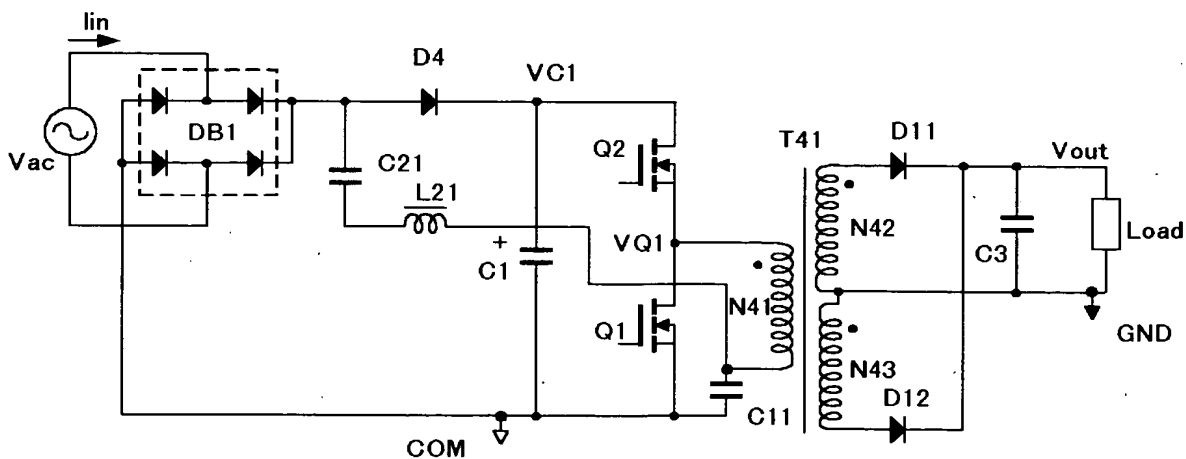 Iin
D4
VC1
DB1
Vac
C21
L21
+
C1
Q2
VQ1
Q1
N41
C11
T41
D11
Vout
N42
C3
Load
GND
N43
D12
COM